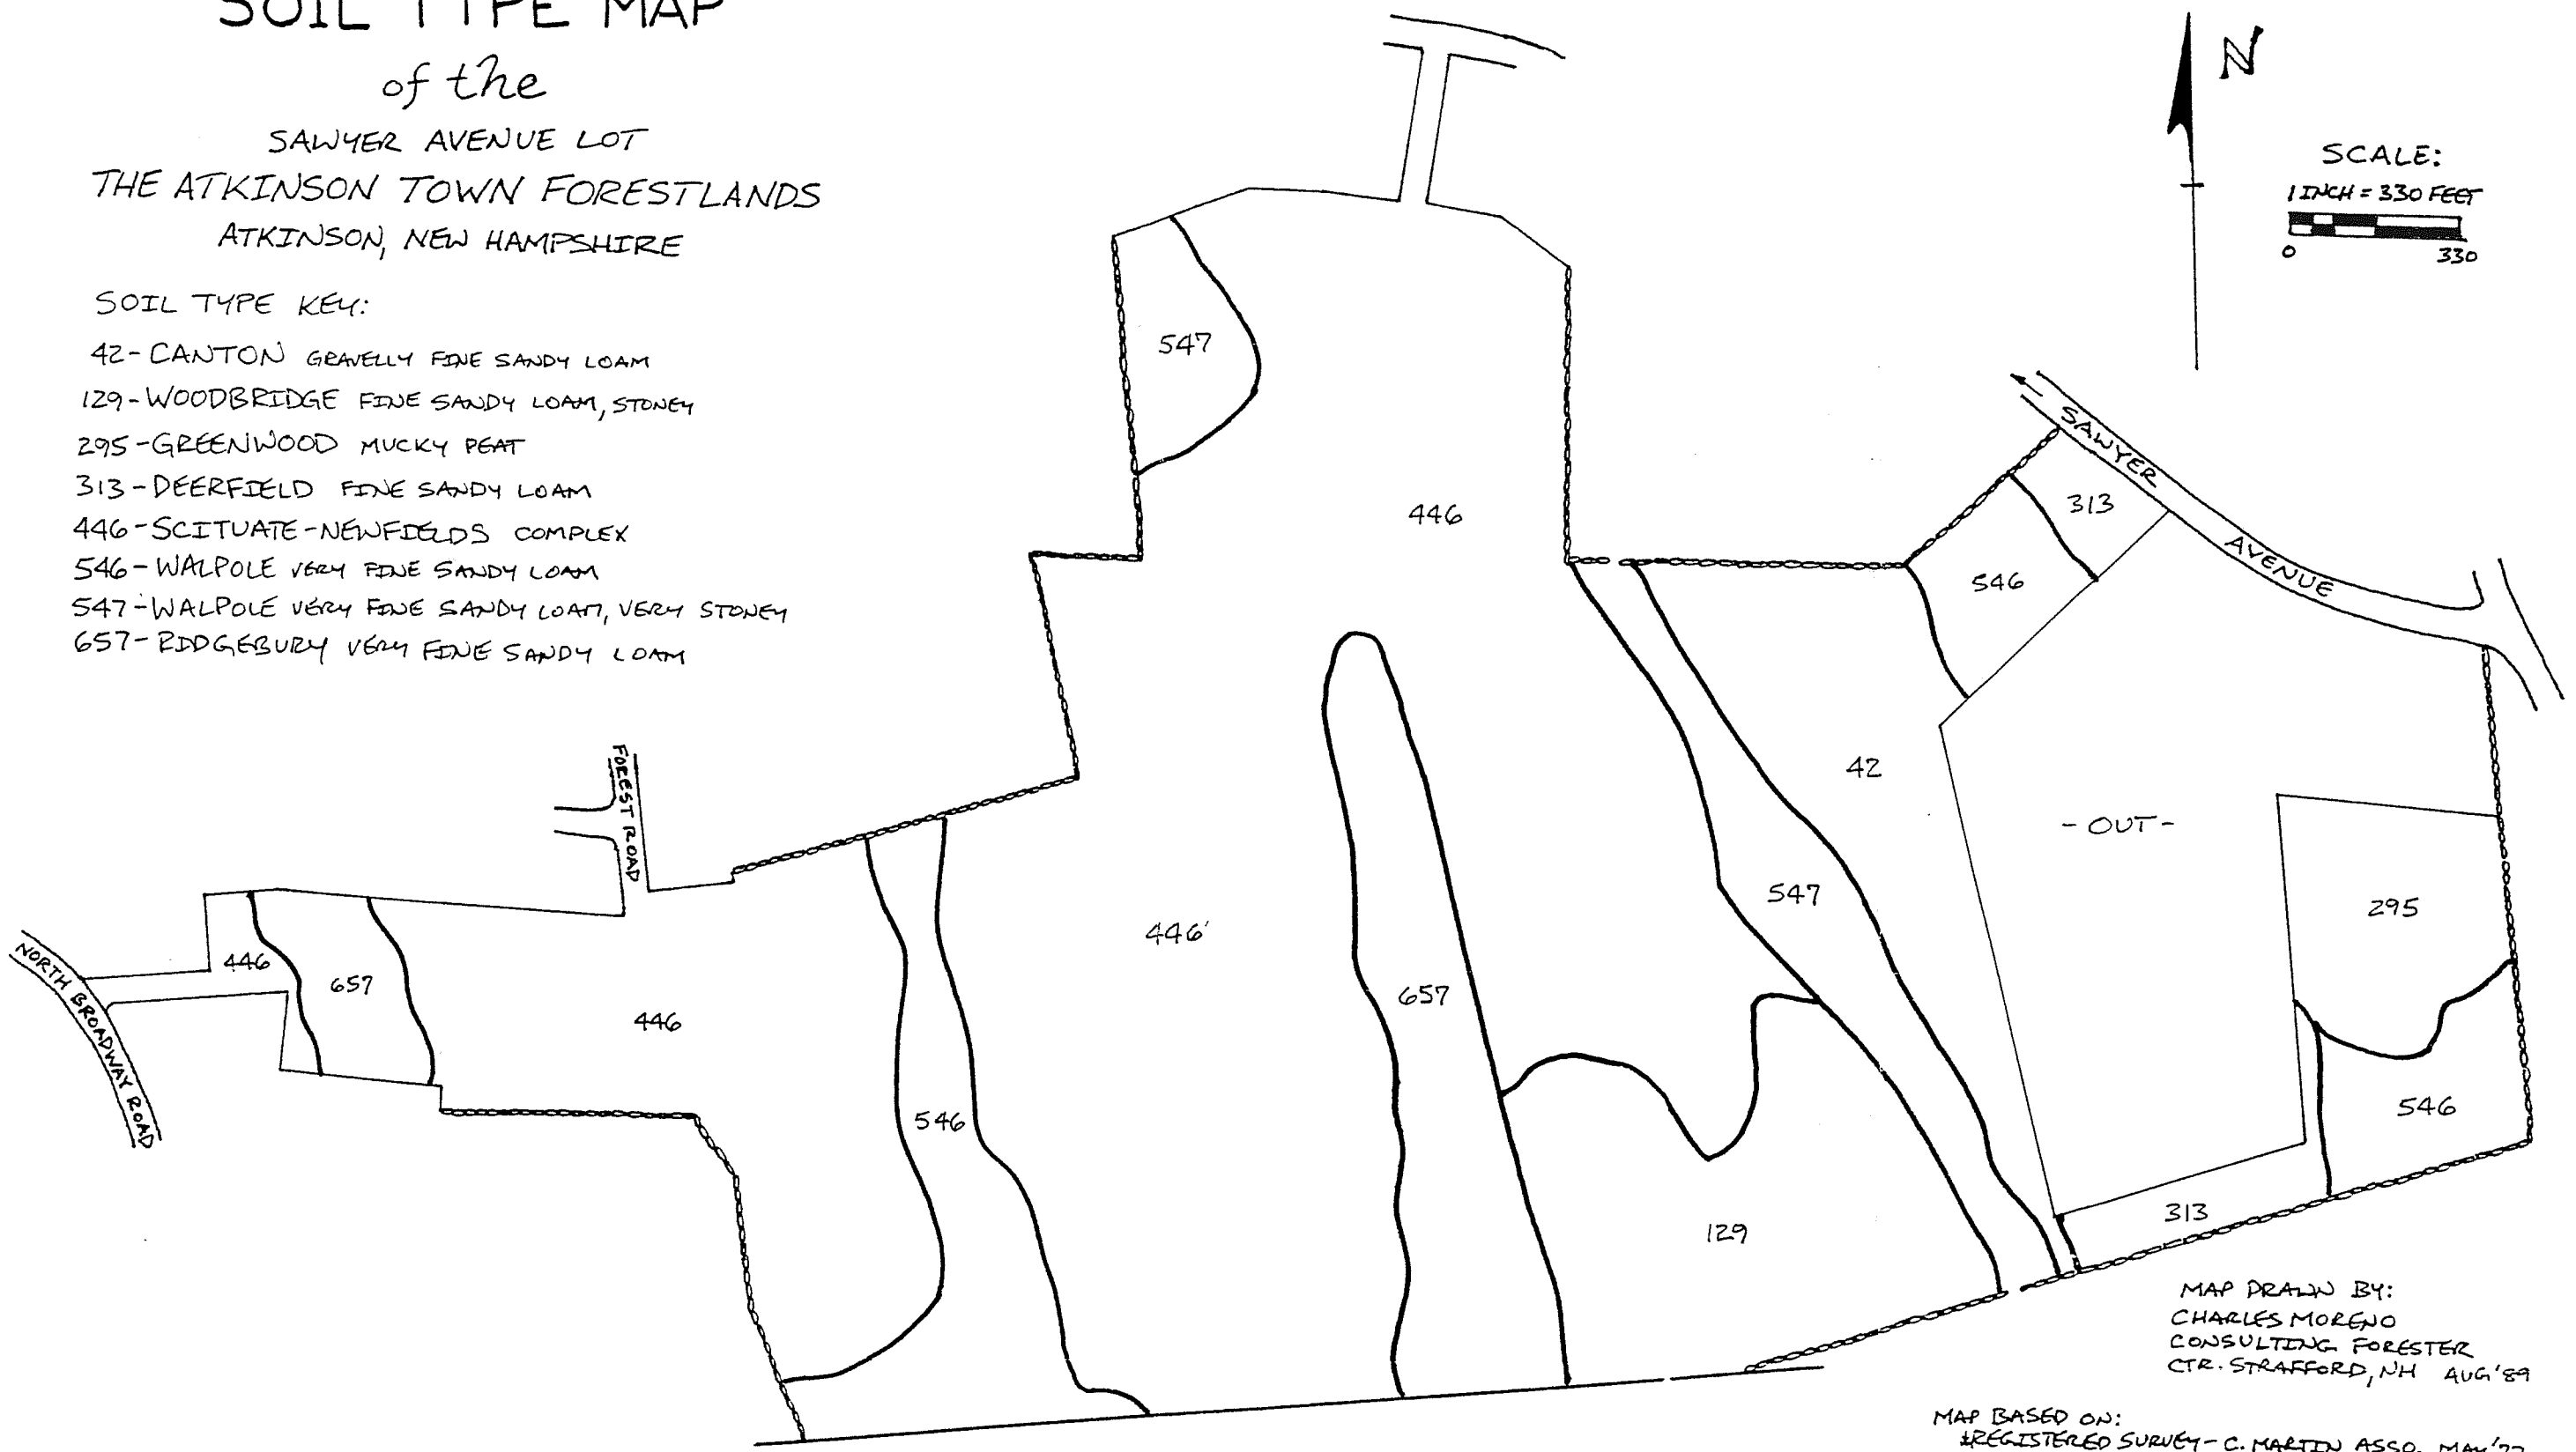 SOIL TYPE MAP
of the
SAWYER AVENUE LOT
THE ATKINSON TOWN FORESTLANDS
ATKINSON, NEW HAMPSHIRE
SOIL TYPE KEY:
42-CANTON GRAVELLY FINE SANDY LOAM
129-WOODBRIDGE FINE SANDY LOAM, STONEY
295-GREENWOOD MUCKY PEAT
313-DEERFIELD FINE SANDY LOAM
446-SCITUATE-NEWFIELDS COMPLEX
546-WALPOLE VERY FINE SANDY LOAM
547-WALPOLE VERY FINE SANDY LOAM, VERY STONEY
657-RIDGEBURY VERY FINE SANDY LOAM
N
SCALE:
1 INCH = 330 FEET
0 330
547
446
SAWYER AVENUE
313
546
42
-OUT-
547
295
FOREST ROAD
NORTH BROADWAY ROAD
446
657
446
446
657
546
546
129
313
MAP DRAWN BY:
CHARLES MORENO
CONSULTING FORESTER
CTR. STRAFFORD, NH AUG '89
MAP BASED ON:
REGISTERED SURVEY - C. MARTIN ASSO. MAY